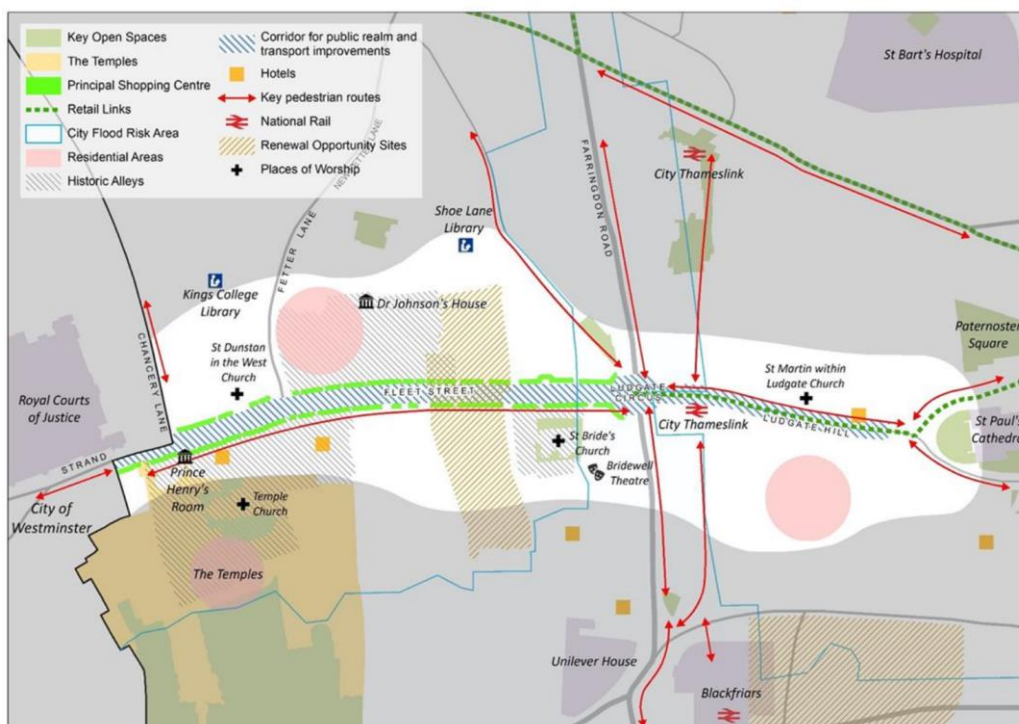 Key Open Spaces
The Temples
Principal Shopping Centre
Retail Links
City Flood Risk Area
Residential Areas
Historic Alleys
Corridor for public realm and
transport improvements
Hotels
Key pedestrian routes
National Rail
Renewal Opportunity Sites
Places of Worship
St Bart's Hospital
NEW FETTER LANE
FETTER LANE
FARRINGDON ROAD
City Thameslink
Shoe Lane
Library
Kings College
Library
Dr Johnson's House
CHANCERY LANE
St Dunstan
in the West
Church
Paternoster
Square
St Martin within
Ludgate Church
Royal Courts
of Justice
FLEET STREET
LUDGATE
CIRCUS
City Thameslink
LUDGATE HILL
St Paul's
Cathedral
STRAND
St Bride's
Church
Bridewell
Theatre
Prince
Henry's
Room
City of
Westminster
Temple
Church
The Temples
Unilever House
Blackfriars